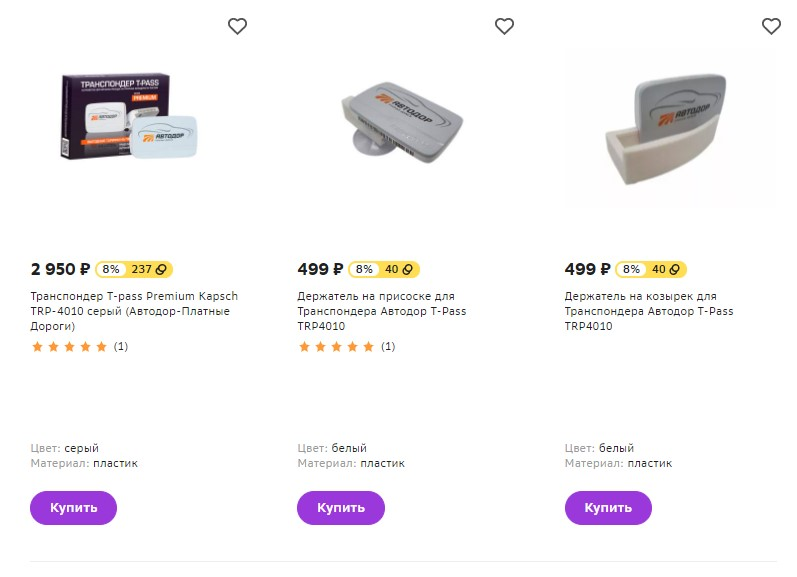 ТРАНСПОНДЕР T-PASS
PREMIUM
АВТОДОР
АВТОДОР
АВТОДОР
АВТОДОР
2 950 ₽ 8% 237
Транспондер T-pass Premium Kapsch
TRP-4010 серый (Автодор-Платные
Дороги)
(1)
Цвет: серый
Материал: пластик
Купить
499 ₽ 8% 40
Держатель на присоске для
Транспондера Автодор T-Pass
TRP4010
(1)
Цвет: белый
Материал: пластик
Купить
499 ₽ 8% 40
Держатель на козырек для
Транспондера Автодор T-Pass
TRP4010
Цвет: белый
Материал: пластик
Купить